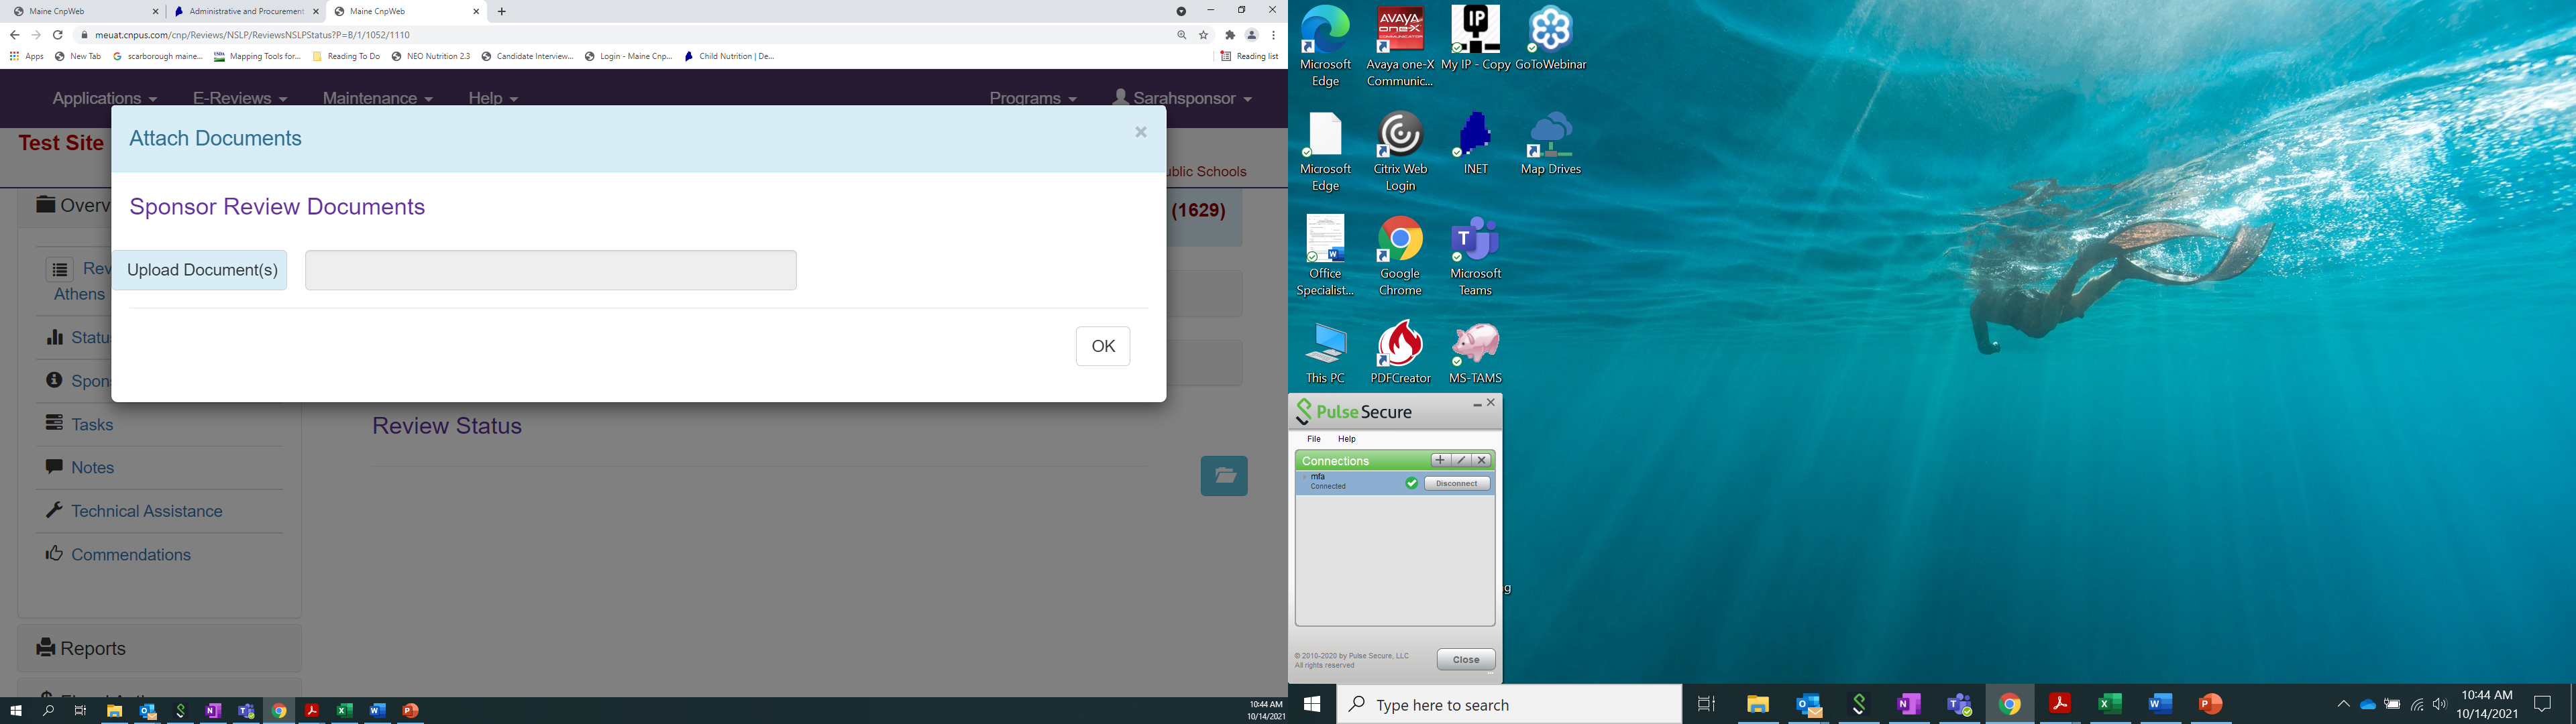 Maine CnpWeb
Administrative and Procurement
Maine CnpWeb
meuat.cnpus.com/cnp/Reviews/NSLP/ReviewsNSLPStatus?P=B/1/1052/1110
Apps
New Tab
scarborough maine...
Mapping Tools for...
Reading To Do
NEO Nutrition 2.3
Candidate Interview...
Login - Maine Cnp...
Child Nutrition | De...
Reading list
Applications
E-Reviews
Maintenance
Help
Programs
Sarahsponsor
Test Site
Attach Documents
ublic Schools
Sponsor Review Documents
Overv
(1629)
Upload Document(s)
Rev
Athens
Statu
OK
Spons
Tasks
Review Status
Notes
Technical Assistance
Commendations
Reports
10:44 AM
10/14/2021
Microsoft
Edge
Avaya one-X
Communic...
My IP - Copy
GoToWebinar
AVAYA
one-X
COMMUNICATOR
IP
Microsoft
Edge
Citrix Web
Login
INET
Map Drives
Office
Specialist...
Google
Chrome
Microsoft
Teams
This PC
PDFCreator
MS-TAMS
Pulse Secure
File
Help
Connections
mfa
Connected
Disconnect
© 2010-2020 by Pulse Secure, LLC
All rights reserved
Close
.g
Type here to search
10:44 AM
10/14/2021